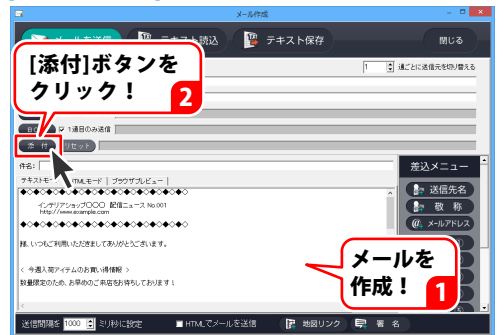 メール作成
メールを送信
テキスト読込
テキスト保存
閉じる
[添付]ボタンを
クリック！
2
1 通ごとに送信元を切り替える
1通目のみ送信
添 付
リセット
件名:
HTMLモード
ブラウザプレビュー
差込メニュー
送信先名
敬 称
メールアドレス
◆◇◆◇◆◇◆◇◆◇◆◇◆◇◆◇◆◇◆◇◆◇◆◇
インテリアショップ○○○ 配信ニュース No.001
http://www.example.com
◆◇◆◇◆◇◆◇◆◇◆◇◆◇◆◇◆◇◆◇◆◇◆◇
様、いつもご利用いただきましてありがとうございます。
< 今週入荷アイテムのお買い得情報 >
数量限定のため、お早めのご来店をお待ちしております！
メールを
作成！
1
送信間隔を 1000 ミリ秒に設定
HTMLでメールを送信
地図リンク
署 名